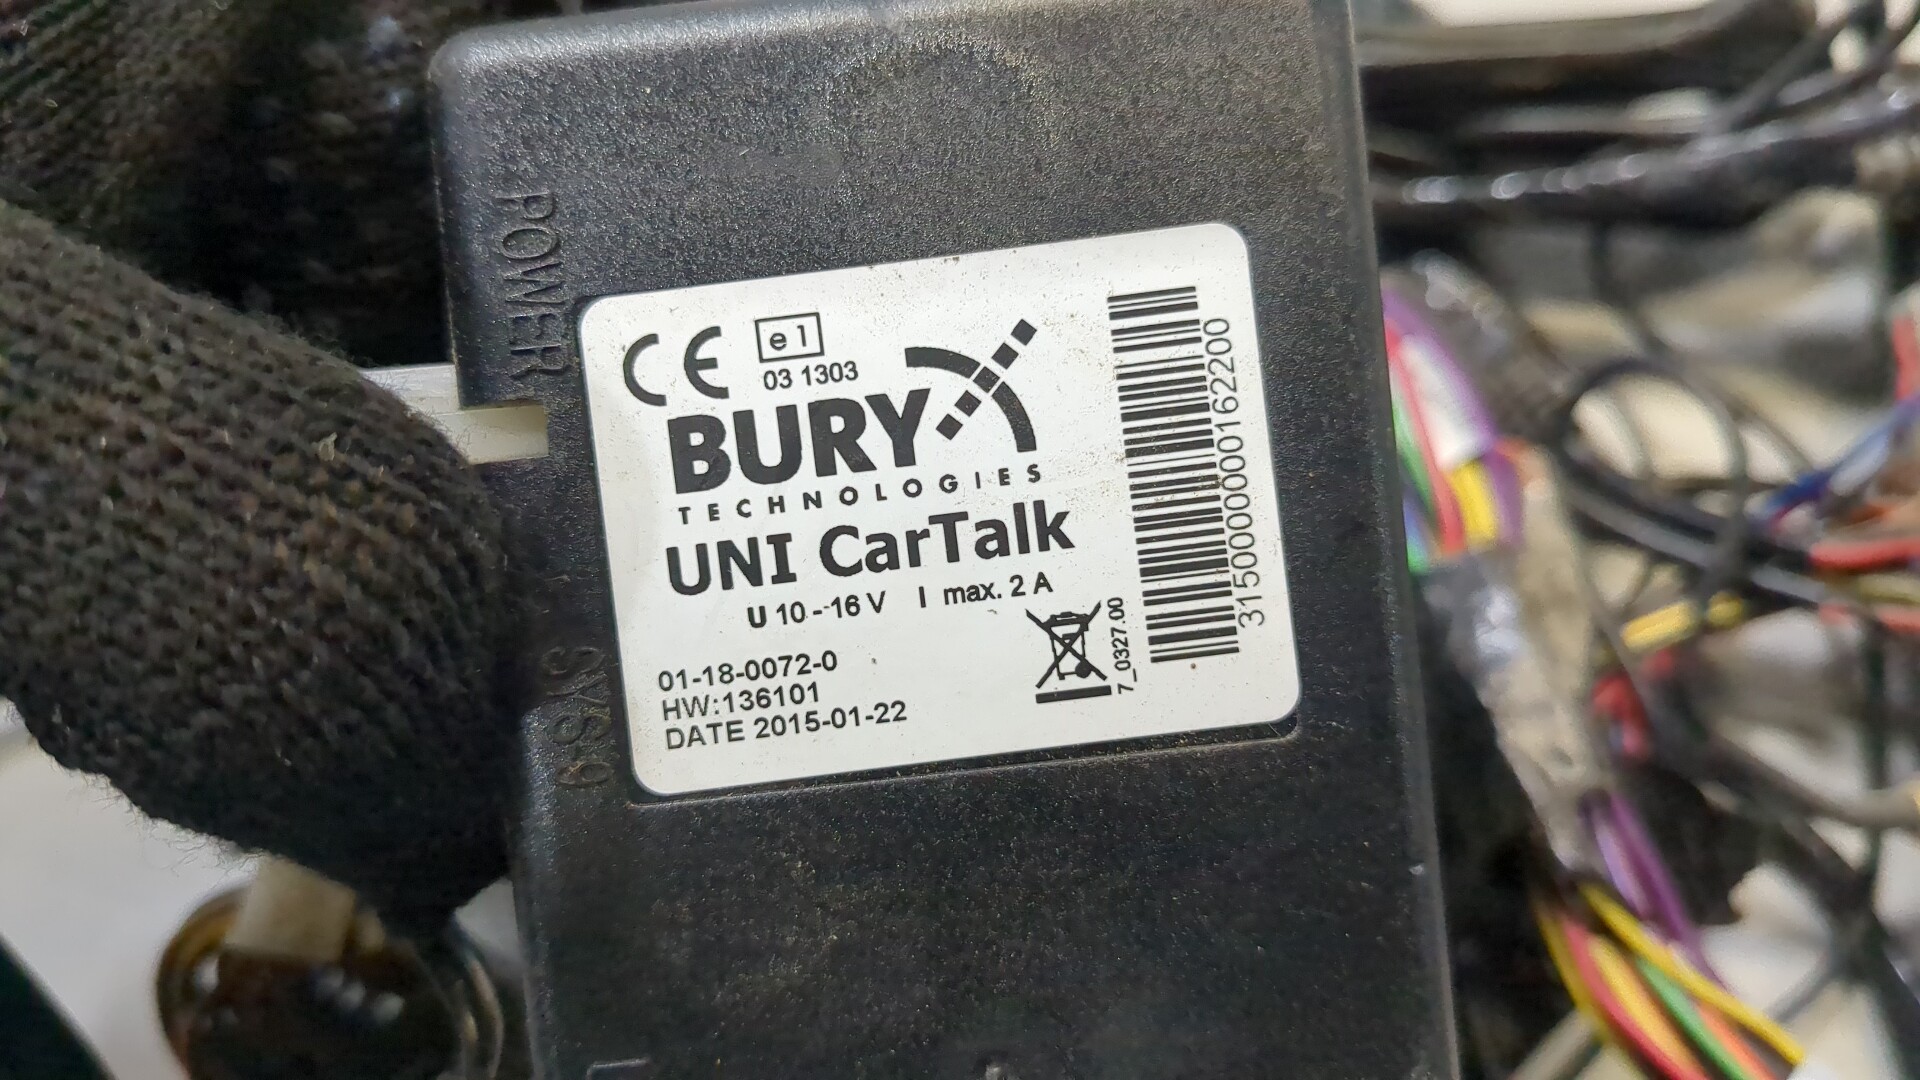 POWER
SYS-9
CE
e1
03 1303
BURY
TECHNOLOGIES
UNI CarTalk
U 10 - 16 V I max. 2 A
01-18-0072-0
HW:136101
DATE 2015-01-22
7_0327.00